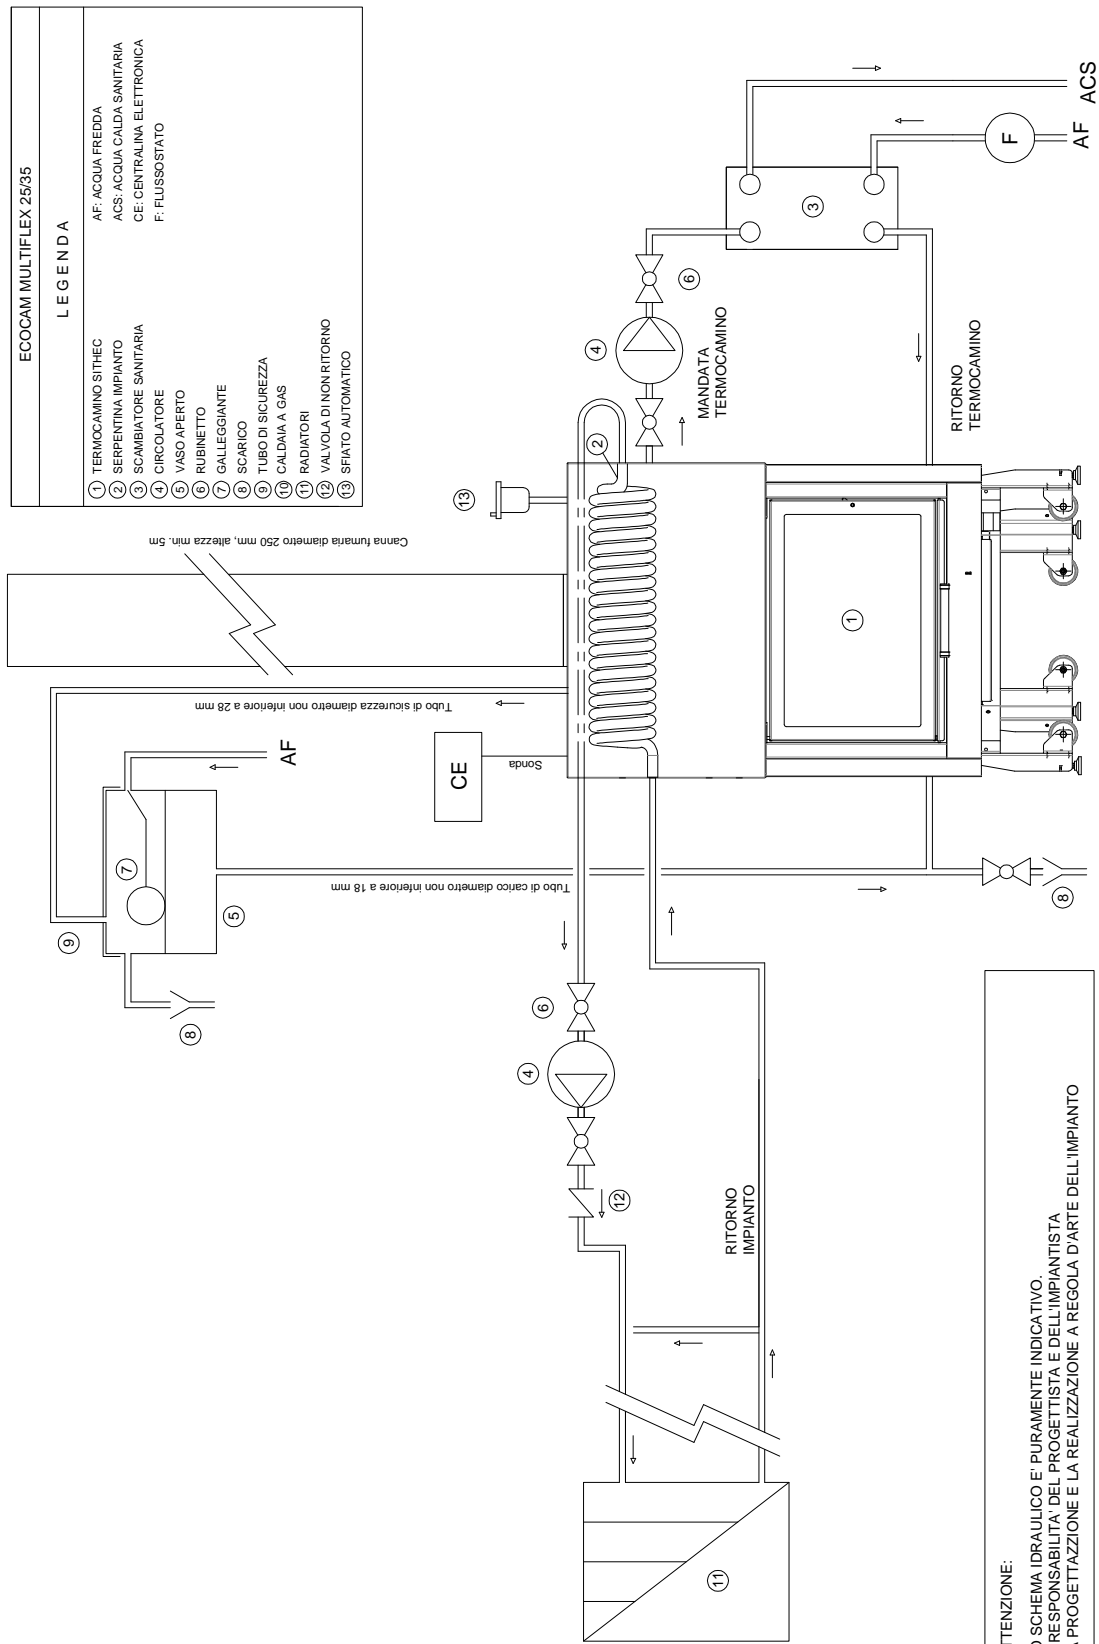 ECOCAM MULTIFLEX 25/35
LEGENDA
1 TERMOCAMINO SITHEC
2 SERPENTINA IMPIANTO
3 SCAMBIATORE SANITARIA
4 CIRCOLATORE
5 VASO APERTO
6 RUBINETTO
7 GALLEGGIANTE
8 SCARICO
9 TUBO DI SICUREZZA
10 CALDAIA A GAS
11 RADIATORI
12 VALVOLA DI NON RITORNO
13 SFIATO AUTOMATICO
AF: ACQUA FREDDA
ACS: ACQUA CALDA SANITARIA
CE: CENTRALINA ELETTRONICA
F: FLUSSOSTATO
Canna fumaria diametro 250 mm, altezza min. 5m
Tubo di sicurezza diametro non inferiore a 28 mm
AF
CE
Sonda
Tubo di carico diametro non inferiore a 18 mm
7
5
9
8
13
2
4
6
MANDATA
TERMOCAMINO
3
F
AF
ACS
RITORNO
TERMOCAMINO
1
8
6
4
12
RITORNO
IMPIANTO
11
TTENZIONE:
O SCHEMA IDRAULICO E' PURAMENTE INDICATIVO.
RESPONSABILITA' DEL PROGETTISTA E DELL'IMPIANTISTA
A PROGETTAZZIONE E LA REALIZZAZIONE A REGOLA D'ARTE DELL'IMPIANTO